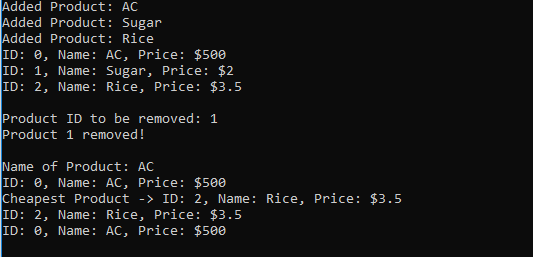 Added Product: AC
Added Product: Sugar
Added Product: Rice
ID: 0, Name: AC, Price: $500
ID: 1, Name: Sugar, Price: $2
ID: 2, Name: Rice, Price: $3.5
Product ID to be removed: 1
Product 1 removed!
Name of Product: AC
ID: 0, Name: AC, Price: $500
Cheapest Product -> ID: 2, Name: Rice, Price: $3.5
ID: 2, Name: Rice, Price: $3.5
ID: 0, Name: AC, Price: $500